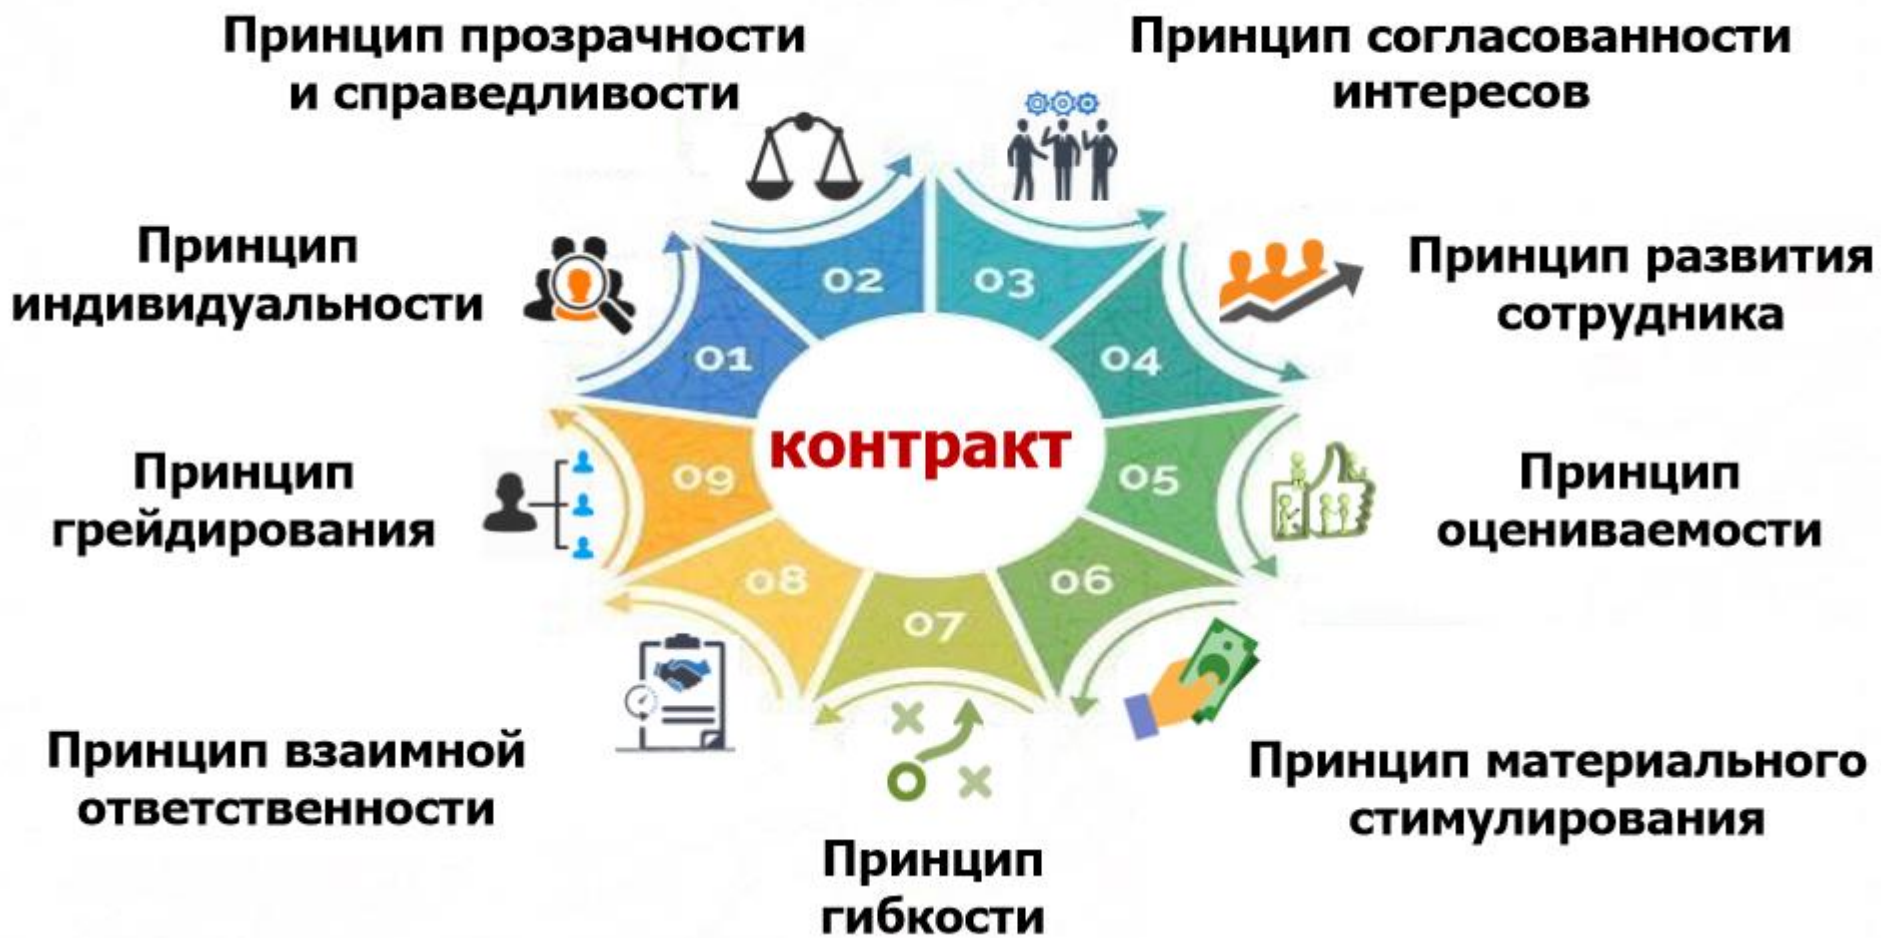 Принцип прозрачности
и справедливости
Принцип согласованности
интересов
Принцип
индивидуальности
Принцип развития
сотрудника
02
03
01
04
контракт
Принцип
грейдирования
09
05
Принцип
оцениваемости
08
06
07
Принцип взаимной
ответственности
Принцип материального
стимулирования
Принцип
гибкости